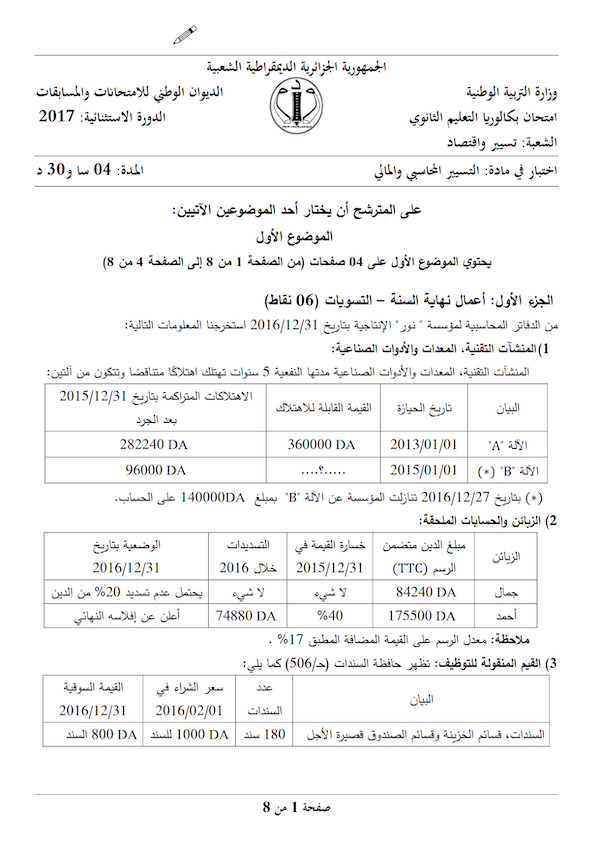 الجمهورية الجزائرية الديمقراطية الشعبية
وزارة التربية الوطنية
الديوان الوطني للامتحانات والمسابقات
امتحان بكالوريا التعليم الثانوي
الدورة الاستثنائية: 2017
الشعبة: تسيير واقتصاد
اختبار في مادة: التسيير المحاسبي والمالي
المدة: 04 سا و30 د
على المترشح أن يختار أحد الموضوعين الآتيين:
الموضوع الأول
يحتوي الموضوع الأول على 04 صفحات (من الصفحة 1 من 8 إلى الصفحة 4 من 8)
الجزء الأول: أعمال نهاية السنة – التسويات (06 نقاط)
من الدفاتر المحاسبية لمؤسسة " نور" الإنتاجية بتاريخ 2016/12/31 استخرجنا المعلومات التالية:
1) المنشآت التقنية، المعدات والأدوات الصناعية:
المنشآت التقنية، المعدات والأدوات الصناعية مدتها النفعية 5 سنوات تهتلك اهتلاكًا متناقصًا وتتكون من ألتين:
البيان
تاريخ الحيازة
القيمة القابلة للاهتلاك
الاهتلاكات المتراكمة بتاريخ 2015/12/31 بعد الجرد
الآلة "A"
2013/01/01
360000 DA
282240 DA
الآلة "B" (*)
2015/01/01
.....؟....
96000 DA
(*) بتاريخ 2016/12/27 تنازلت المؤسسة عن الآلة "B" بمبلغ 140000DA على الحساب.
2) الزبائن والحسابات الملحقة:
الزبائن
مبلغ الدين متضمن الرسم (TTC)
خسارة القيمة في 2015/12/31
التسديدات خلال 2016
الوضعية بتاريخ 2016/12/31
جمال
84240 DA
لا شيء
لا شيء
يحتمل عدم تسديد 20% من الدين
أحمد
175500 DA
%40
74880 DA
أعلن عن إفلاسه النهائي
ملاحظة: معدل الرسم على القيمة المضافة المطبق 17% .
3) القيم المنقولة للتوظيف: تظهر حافظة السندات (حـ/506) كما يلي:
البيان
عدد السندات
سعر الشراء في 2016/02/01
القيمة السوقية 2016/12/31
السندات، قسائم الخزينة وقسائم الصندوق قصيرة الأجل
180 سند
1000 DA للسند
800 DA السند
صفحة 1 من 8